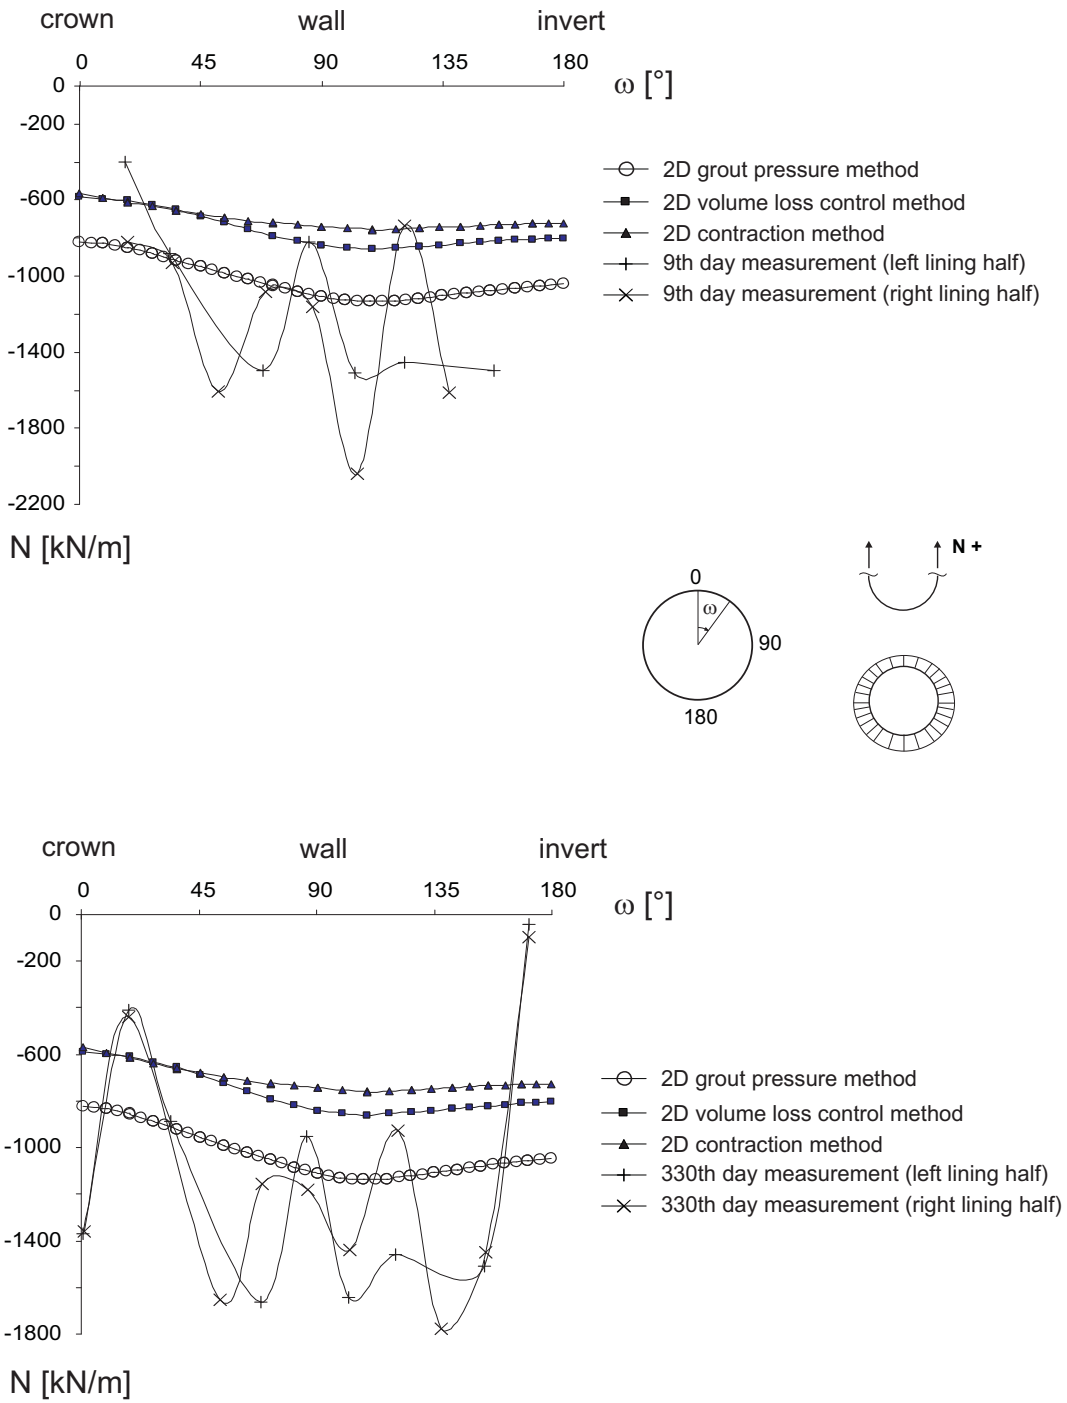 crown wall invert
0 45 90 135 180
ω [°]
0
-200
-600
-1000
-1400
-1800
-2200
N [kN/m]
2D grout pressure method
2D volume loss control method
2D contraction method
9th day measurement (left lining half)
9th day measurement (right lining half)
N +
0
ω
90
180
crown wall invert
0 45 90 135 180
ω [°]
0
-200
-600
-1000
-1400
-1800
N [kN/m]
2D grout pressure method
2D volume loss control method
2D contraction method
330th day measurement (left lining half)
330th day measurement (right lining half)